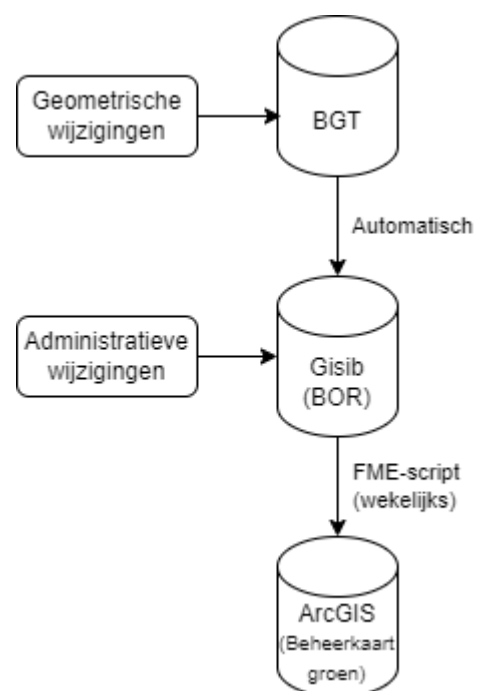 Geometrische
wijzigingen
BGT
Automatisch
Administratieve
wijzigingen
Gisib
(BOR)
FME-script
(wekelijks)
ArcGIS
(Beheerkaart
groen)